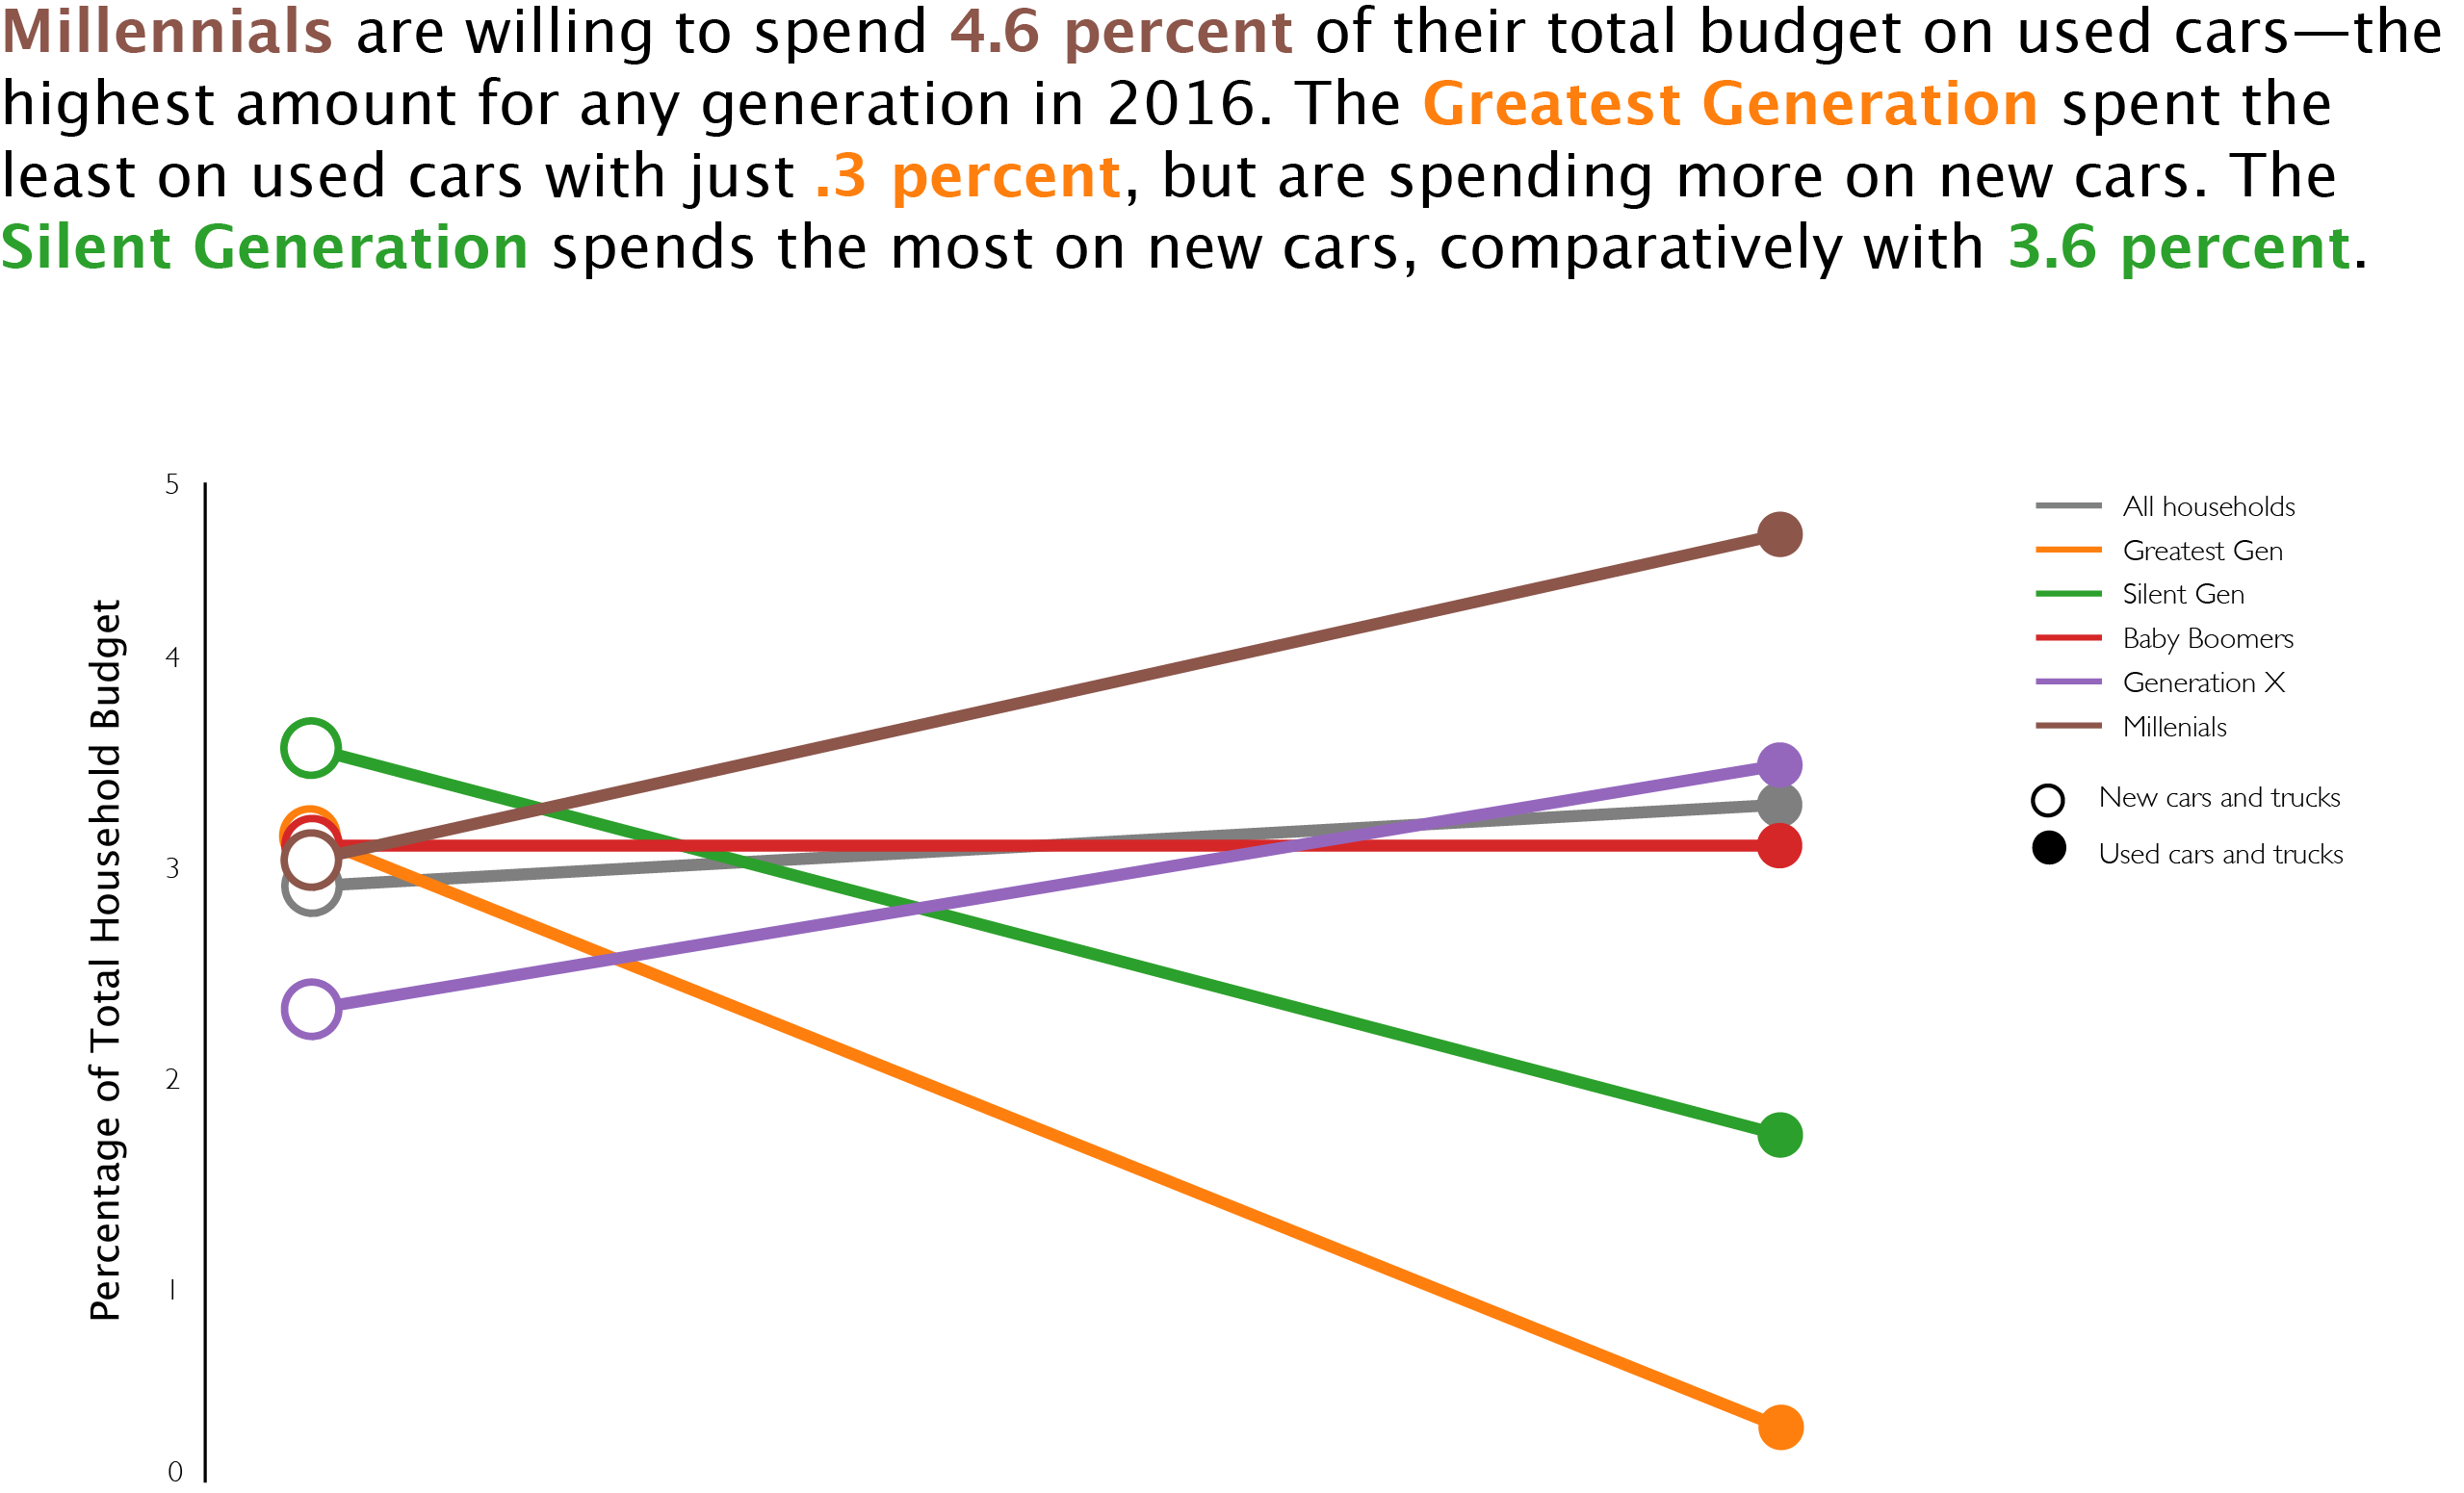 Millennials are willing to spend 4.6 percent of their total budget on used cars—the
highest amount for any generation in 2016. The Greatest Generation spent the
least on used cars with just .3 percent, but are spending more on new cars. The
Silent Generation spends the most on new cars, comparatively with 3.6 percent.
Percentage of Total Household Budget
5
4
3
2
1
0
All households
Greatest Gen
Silent Gen
Baby Boomers
Generation X
Millenials
New cars and trucks
Used cars and trucks